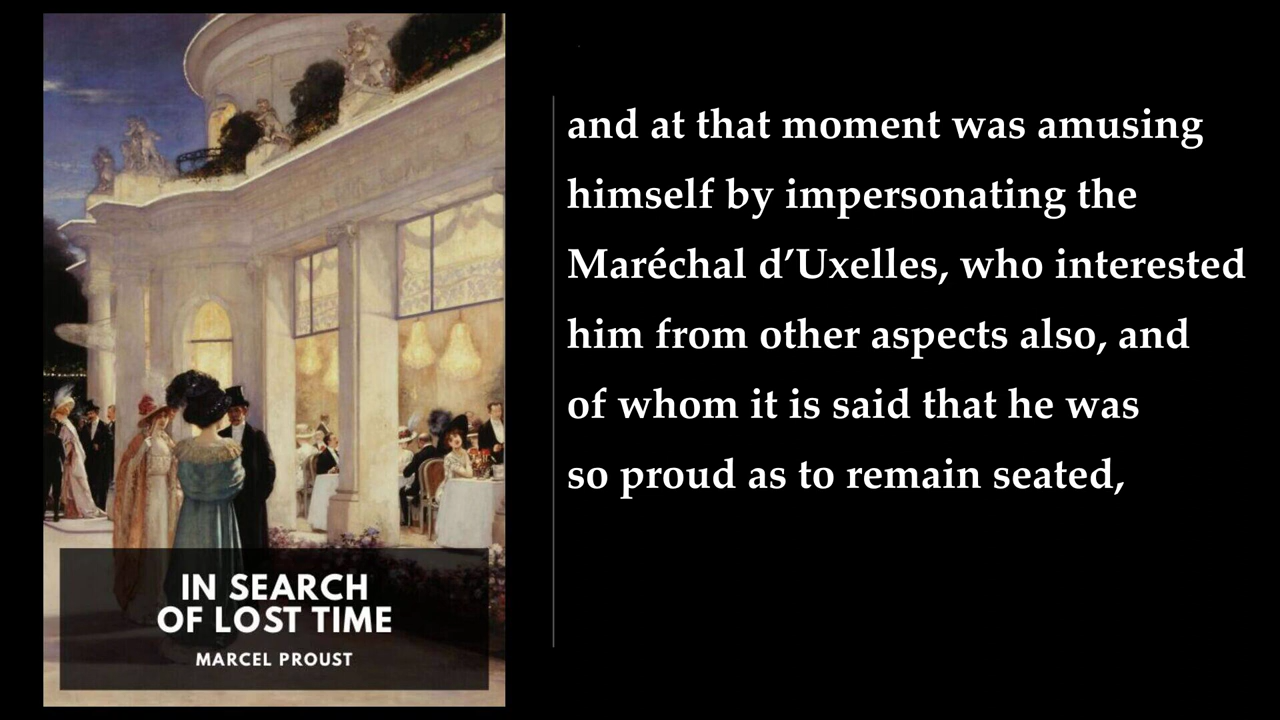 and at that moment was amusing
himself by impersonating the
Maréchal d’Uxelles, who interested
him from other aspects also, and
of whom it is said that he was
so proud as to remain seated,
IN SEARCH
OF LOST TIME
MARCEL PROUST